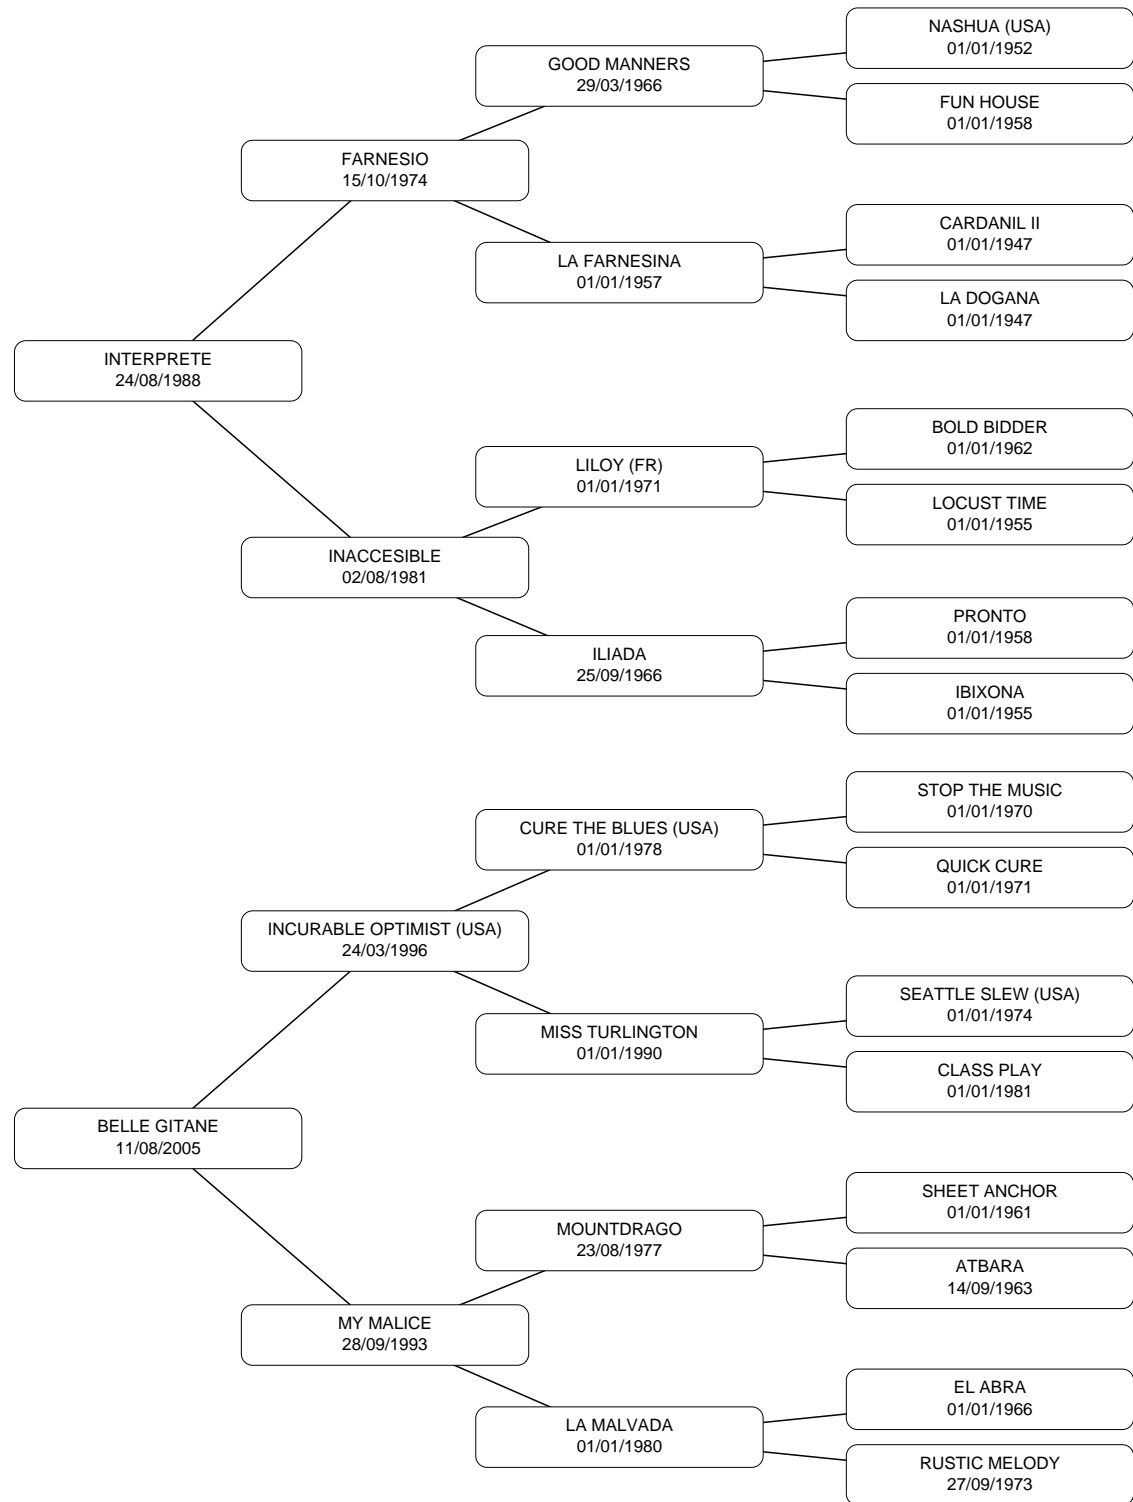 NASHUA (USA)
01/01/1952
GOOD MANNERS
29/03/1966
FUN HOUSE
01/01/1958
FARNESIO
15/10/1974
CARDANIL II
01/01/1947
LA FARNESINA
01/01/1957
LA DOGANA
01/01/1947
INTERPRETE
24/08/1988
BOLD BIDDER
01/01/1962
LILOY (FR)
01/01/1971
LOCUST TIME
01/01/1955
INACCESIBLE
02/08/1981
PRONTO
01/01/1958
ILIADA
25/09/1966
IBIXONA
01/01/1955
STOP THE MUSIC
01/01/1970
CURE THE BLUES (USA)
01/01/1978
QUICK CURE
01/01/1971
INCURABLE OPTIMIST (USA)
24/03/1996
SEATTLE SLEW (USA)
01/01/1974
MISS TURLINGTON
01/01/1990
CLASS PLAY
01/01/1981
BELLE GITANE
11/08/2005
SHEET ANCHOR
01/01/1961
MOUNTDRAGO
23/08/1977
ATBARA
14/09/1963
MY MALICE
28/09/1993
EL ABRA
01/01/1966
LA MALVADA
01/01/1980
RUSTIC MELODY
27/09/1973